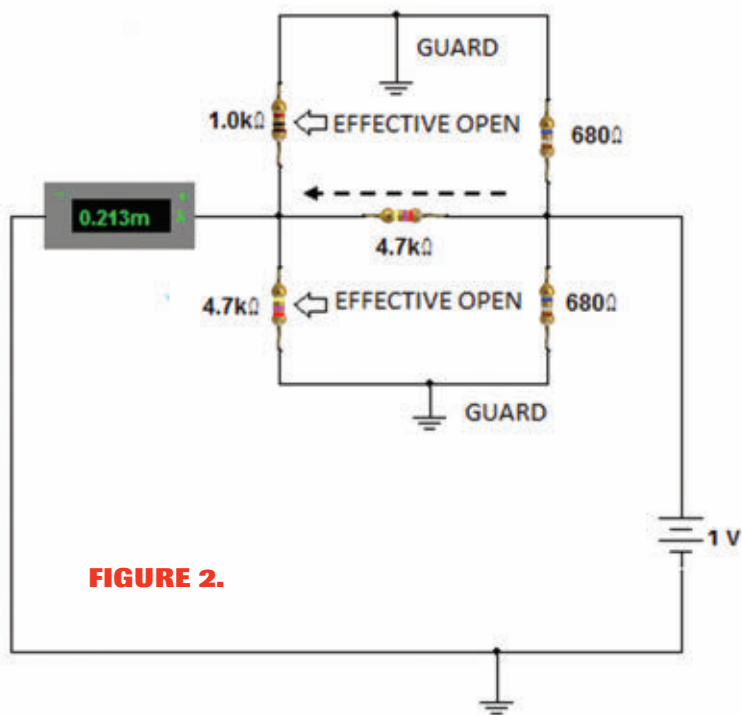 GUARD
1.0kΩ
EFFECTIVE OPEN
680Ω
0.213m
A
4.7kΩ
4.7kΩ
EFFECTIVE OPEN
680Ω
GUARD
1 V
FIGURE 2.